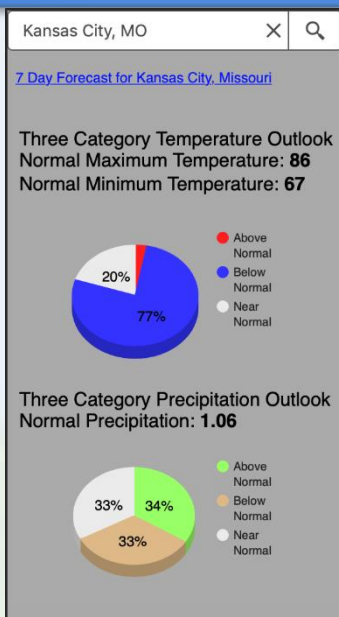 Kansas City, MO
7 Day Forecast for Kansas City, Missouri
Three Category Temperature Outlook
Normal Maximum Temperature: 86
Normal Minimum Temperature: 67
20%
77%
Above
Normal
Below
Normal
Near
Normal
Three Category Precipitation Outlook
Normal Precipitation: 1.06
33%
34%
33%
Above
Normal
Below
Normal
Near
Normal